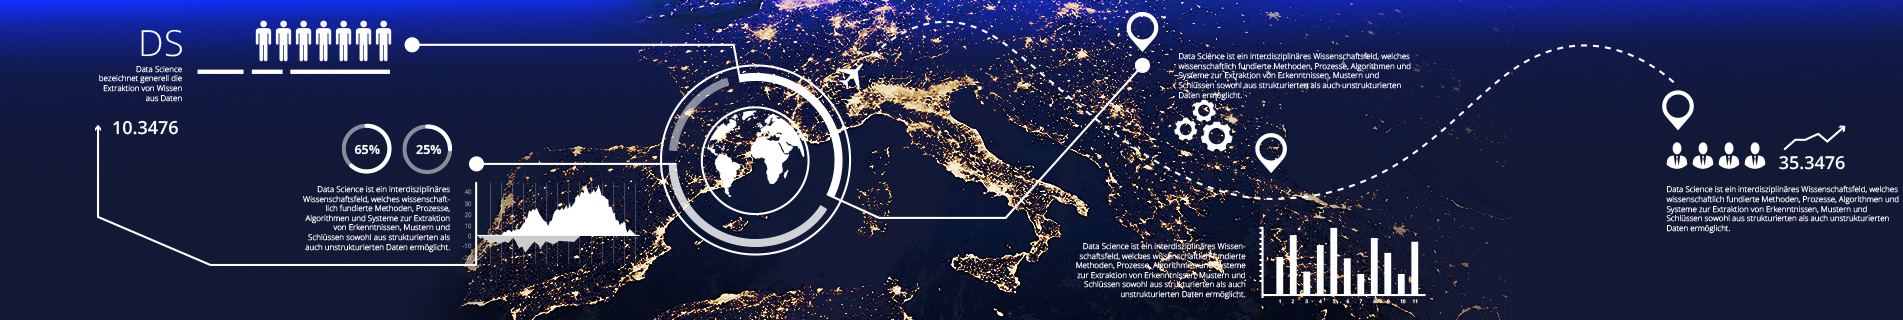 DS
Data Science
bezeichnet generell die
Extraktion von Wissen
aus Daten
10.3476
65%
25%
Data Science ist ein interdisziplinäres
Wissenschaftsfeld, welches wissenschaft-
lich fundierte Methoden, Prozesse,
Algorithmen und Systeme zur Extraktion
von Erkenntnissen, Mustern und
Schlüssen sowohl aus strukturierten als
auch unstrukturierten Daten ermöglicht.
40
30
20
10
0
-10
Data Science ist ein interdisziplinäres Wissenschaftsfeld, welches
wissenschaftlich fundierte Methoden, Prozesse, Algorithmen und
Systeme zur Extraktion von Erkenntnissen, Mustern und
Schlüssen sowohl aus strukturierten als auch unstrukturierten
Daten ermöglicht.
Data Science ist ein interdisziplinäres Wissen-
schaftsfeld, welches wissenschaftlich fundierte
Methoden, Prozesse, Algorithmen und Systeme
zur Extraktion von Erkenntnissen, Mustern und
Schlüssen sowohl aus strukturierten als auch
unstrukturierten Daten ermöglicht.
1 2 3 4 5 6 7 8 9 10 11
35.3476
Data Science ist ein interdisziplinäres Wissenschaftsfeld, welches
wissenschaftlich fundierte Methoden, Prozesse, Algorithmen und
Systeme zur Extraktion von Erkenntnissen, Mustern und
Schlüssen sowohl aus strukturierten als auch unstrukturierten
Daten ermöglicht.